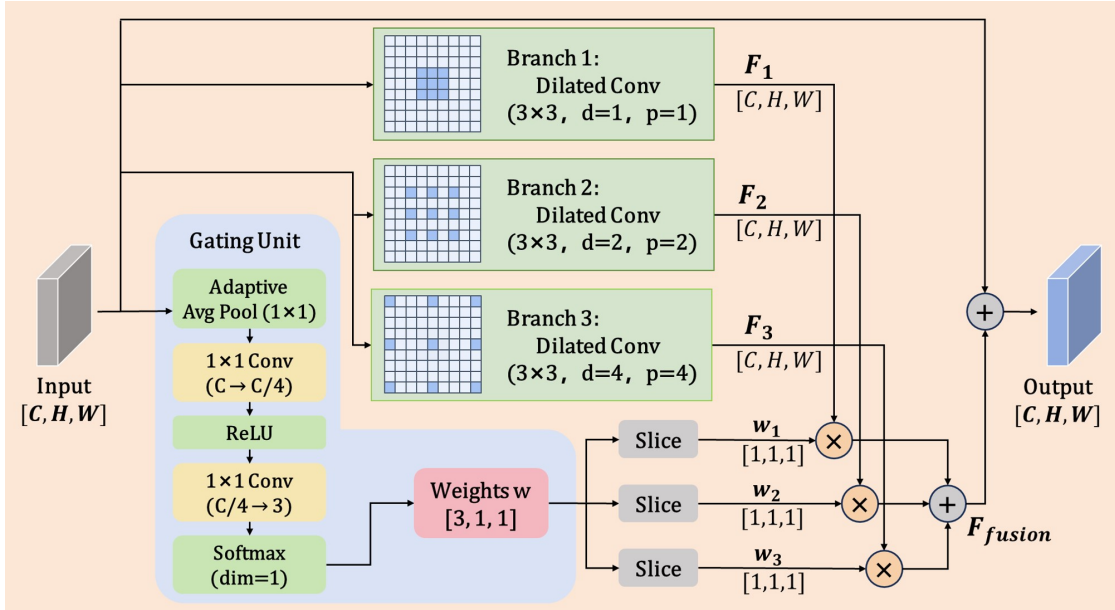 Branch 1:
Dilated Conv
(3×3, d=1, p=1)
F₁
[C, H, W]
Branch 2:
Dilated Conv
(3×3, d=2, p=2)
F₂
[C, H, W]
Gating Unit
Adaptive
Avg Pool (1×1)
1×1 Conv
(C→C/4)
ReLU
1×1 Conv
(C/4→3)
Softmax
(dim=1)
Input
[C, H, W]
Branch 3:
Dilated Conv
(3×3, d=4, p=4)
F₃
[C, H, W]
Weights w
[3, 1, 1]
Slice
w₁
[1,1,1]
Slice
w₂
[1,1,1]
Slice
w₃
[1,1,1]
×
×
×
+
F_fusion
+
Output
[C, H, W]